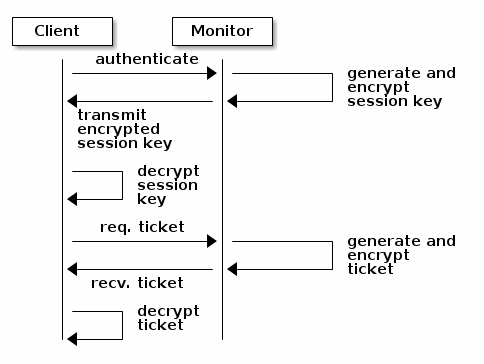 Client
Monitor
authenticate
generate and
encrypt
session key
transmit
encrypted
session key
decrypt
session
key
req. ticket
generate and
encrypt
ticket
recv. ticket
decrypt
ticket